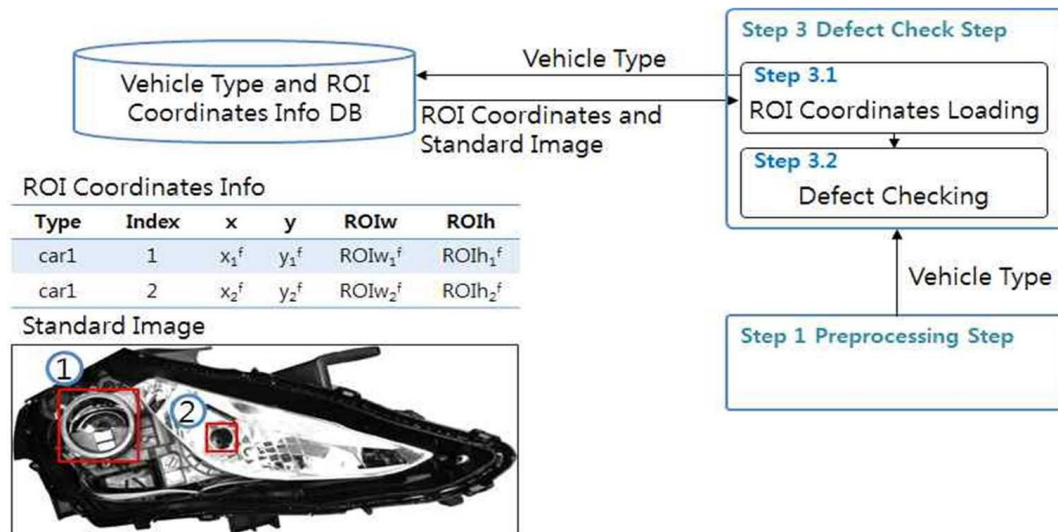 Step 3 Defect Check Step
Vehicle Type
Vehicle Type and ROI
Coordinates Info DB
ROI Coordinates and
Standard Image
Step 3.1
ROI Coordinates Loading
Step 3.2
Defect Checking
ROI Coordinates Info
Type Index x y ROIw ROIh
car1 1 x₁ᶠ y₁ᶠ ROIw₁ᶠ ROIh₁ᶠ
car1 2 x₂ᶠ y₂ᶠ ROIw₂ᶠ ROIh₂ᶠ
Vehicle Type
Standard Image
Step 1 Preprocessing Step
1
2